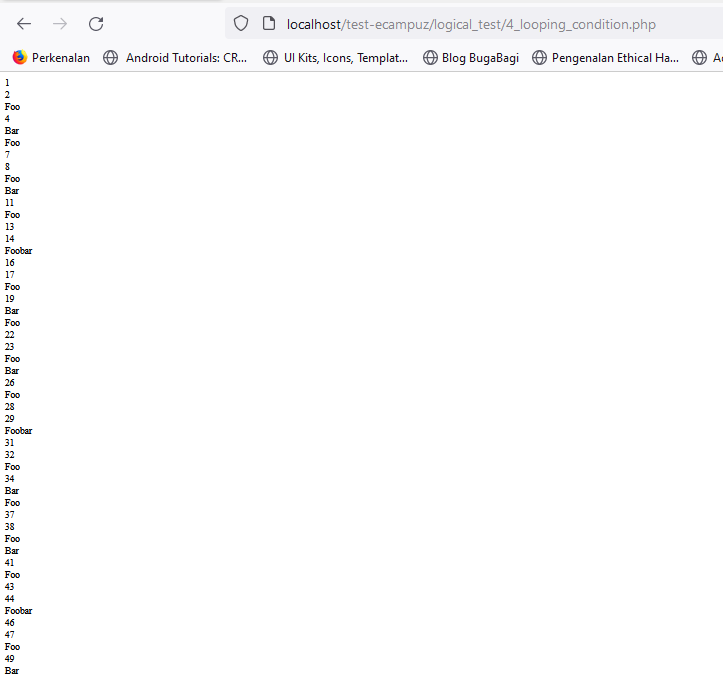 localhost/test-ecampuz/logical_test/4_looping_condition.php
Perkenalan Android Tutorials: CR... UI Kits, Icons, Templat... Blog BugaBagi Pengenalan Ethical Ha... Ac
1
2
Foo
4
Bar
Foo
7
8
Foo
Bar
11
Foo
13
14
Foobar
16
17
Foo
19
Bar
Foo
22
23
Foo
Bar
26
Foo
28
29
Foobar
31
32
Foo
34
Bar
Foo
37
38
Foo
Bar
41
Foo
43
44
Foobar
46
47
Foo
49
Bar